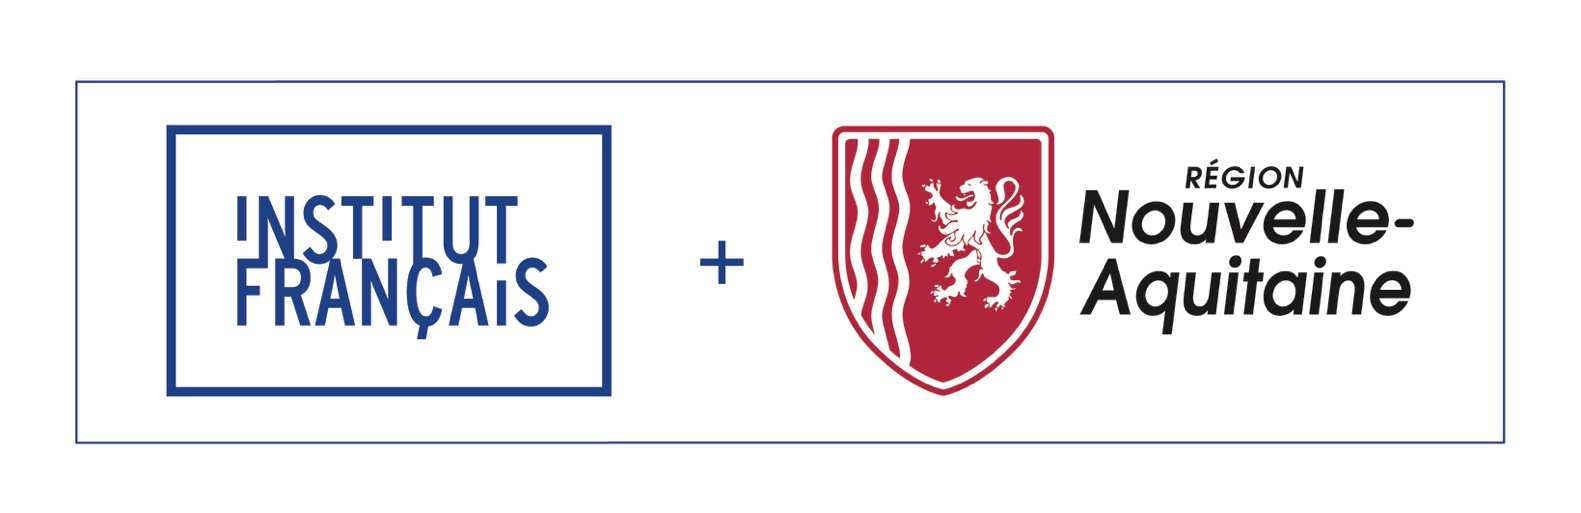 INSTITUT
FRANÇAiS
+
RÉGION
Nouvelle-
Aquitaine